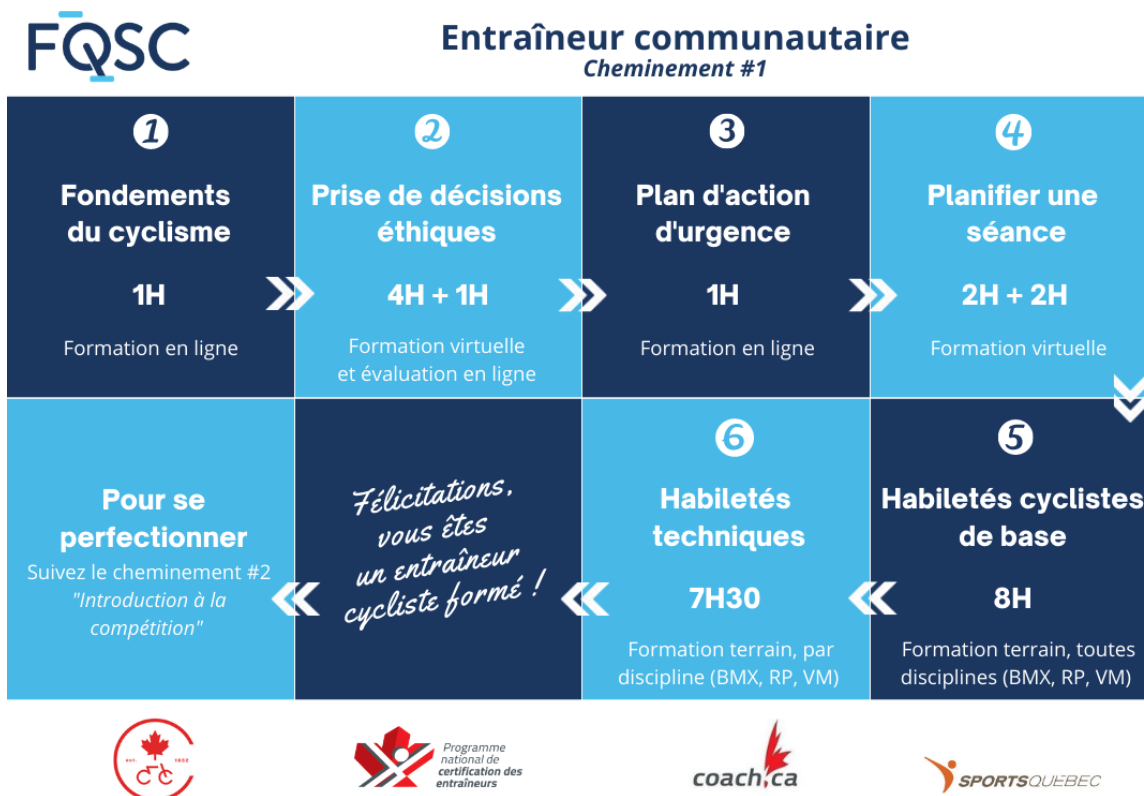 FQSC
Entraîneur communautaire
Cheminement #1
1
Fondements
du cyclisme
1H
Formation en ligne
2
Prise de décisions
éthiques
4H + 1H
Formation virtuelle
et évaluation en ligne
3
Plan d'action
d'urgence
1H
Formation en ligne
4
Planifier une
séance
2H + 2H
Formation virtuelle
5
Habiletés cyclistes
de base
8H
Formation terrain, toutes
disciplines (BMX, RP, VM)
6
Habiletés
techniques
7H30
Formation terrain, par
discipline (BMX, RP, VM)
Félicitations,
vous êtes
un entraîneur
cycliste formé !
Pour se
perfectionner
Suivez le cheminement #2
"Introduction à la
compétition"
EST. 1882
Programme
national de
certification des
entraîneurs
coach.ca
SPORTSQUEBEC